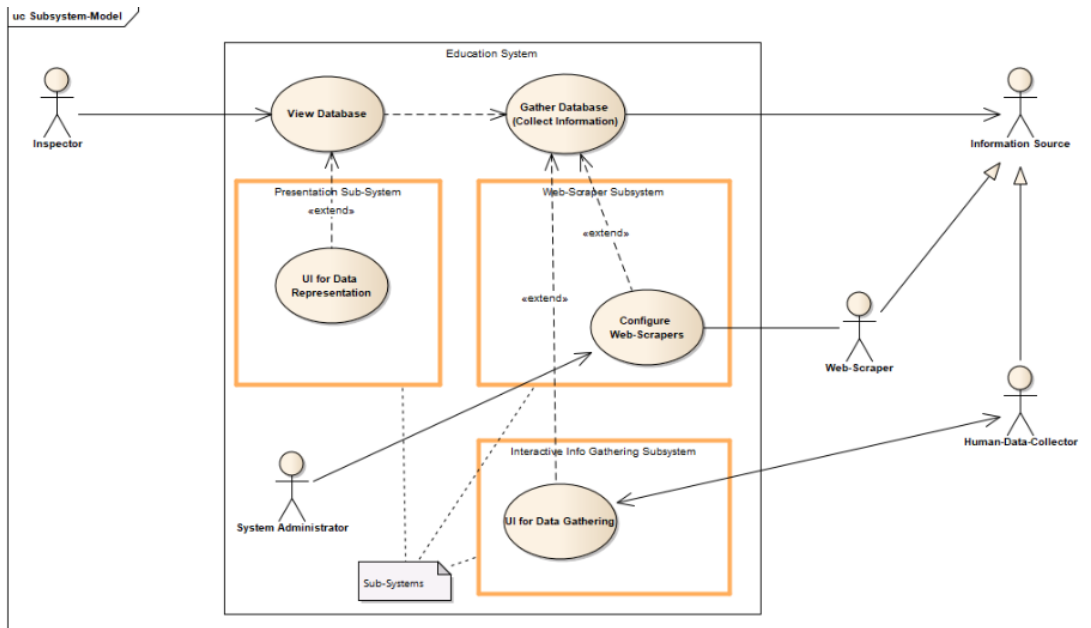 uc Subsystem-Model
Education System
View Database
Gather Database
(Collect Information)
Inspector
Information Source
Presentation Sub-System
Web-Scraper Subsystem
«extend»
«extend»
UI for Data
Representation
«extend»
Configure
Web-Scrapers
Web-Scraper
Human-Data-Collector
Interactive Info Gathering Subsystem
System Administrator
UI for Data Gathering
Sub-Systems